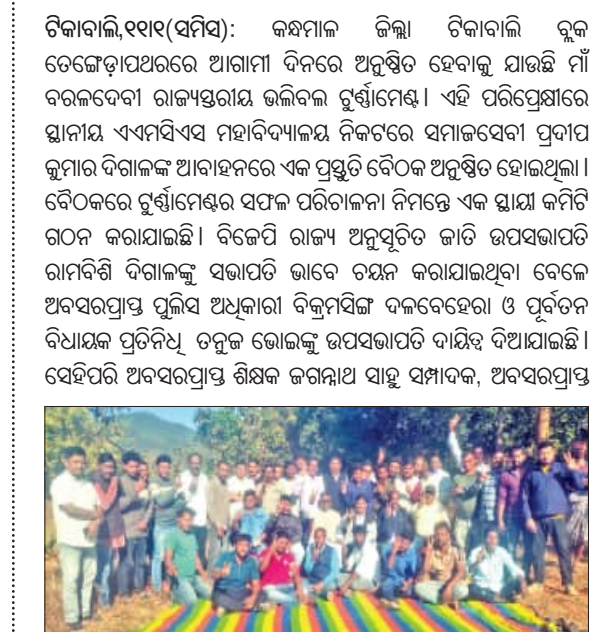 ଟିକାବାଲି,୧୧।୧(ସମିସ): କନ୍ଧମାଳ ଜିଲ୍ଲା ଟିକାବାଲି ବ୍ଲକ
ତେଙ୍ଗେଡ଼ାପଥରରେ ଆଗାମୀ ଦିନରେ ଅନୁଷ୍ଠିତ ହେବାକୁ ଯାଉଛି ମାଁ
ବରଳଦେବୀ ରାଜ୍ୟସ୍ତରୀୟ ଭଲିବଲ ଟୁର୍ଣ୍ଣାମେଣ୍ଟ। ଏହି ପରିପ୍ରେକ୍ଷୀରେ
ସ୍ଥାନୀୟ ଏଏମସିଏସ ମହାବିଦ୍ୟାଳୟ ନିକଟରେ ସମାଜସେବୀ ପ୍ରଦୀପ
କୁମାର ଦିଗାଳଙ୍କ ଆବାହନରେ ଏକ ପ୍ରସ୍ତୁତି ବୈଠକ ଅନୁଷ୍ଠିତ ହୋଇଥିଲା।
ବୈଠକରେ ଟୁର୍ଣ୍ଣାମେଣ୍ଟର ସଫଳ ପରିଚାଳନା ନିମନ୍ତେ ଏକ ସ୍ଥାୟୀ କମିଟି
ଗଠନ କରାଯାଇଛି। ବିଜେପି ରାଜ୍ୟ ଅନୁସୂଚିତ ଜାତି ଉପସଭାପତି
ରାମବିଶି ଦିଗାଳଙ୍କୁ ସଭାପତି ଭାବେ ଚୟନ କରାଯାଇଥିବା ବେଳେ
ଅବସରପ୍ରାପ୍ତ ପୁଲିସ ଅଧିକାରୀ ବିକ୍ରମସିଙ୍ଗ ଦଳବେହେରା ଓ ପୂର୍ବତନ
ବିଧାୟକ ପ୍ରତିନିଧି ତନୁଜ ଭୋଇଙ୍କୁ ଉପସଭାପତି ଦାୟିତ୍ୱ ଦିଆଯାଇଛି।
ସେହିପରି ଅବସରପ୍ରାପ୍ତ ଶିକ୍ଷକ ଜଗନ୍ନାଥ ସାହୁ ସମ୍ପାଦକ, ଅବସରପ୍ରାପ୍ତ